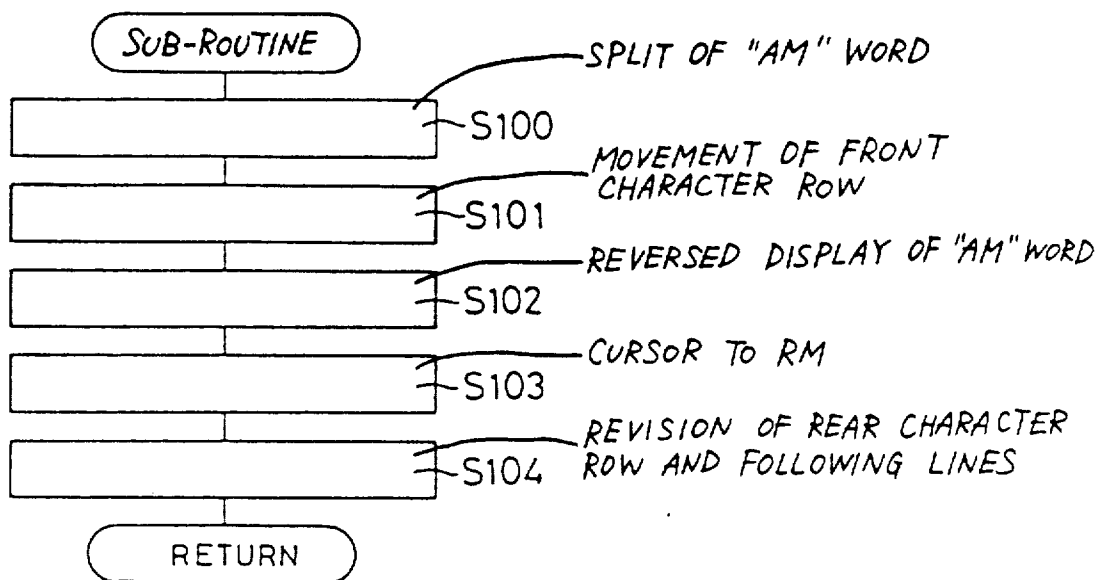 SUB-ROUTINE
SPLIT OF "AM" WORD
S100
MOVEMENT OF FRONT
CHARACTER ROW
S101
REVERSED DISPLAY OF "AM" WORD
S102
CURSOR TO RM
S103
REVISION OF REAR CHARACTER
ROW AND FOLLOWING LINES
S104
RETURN